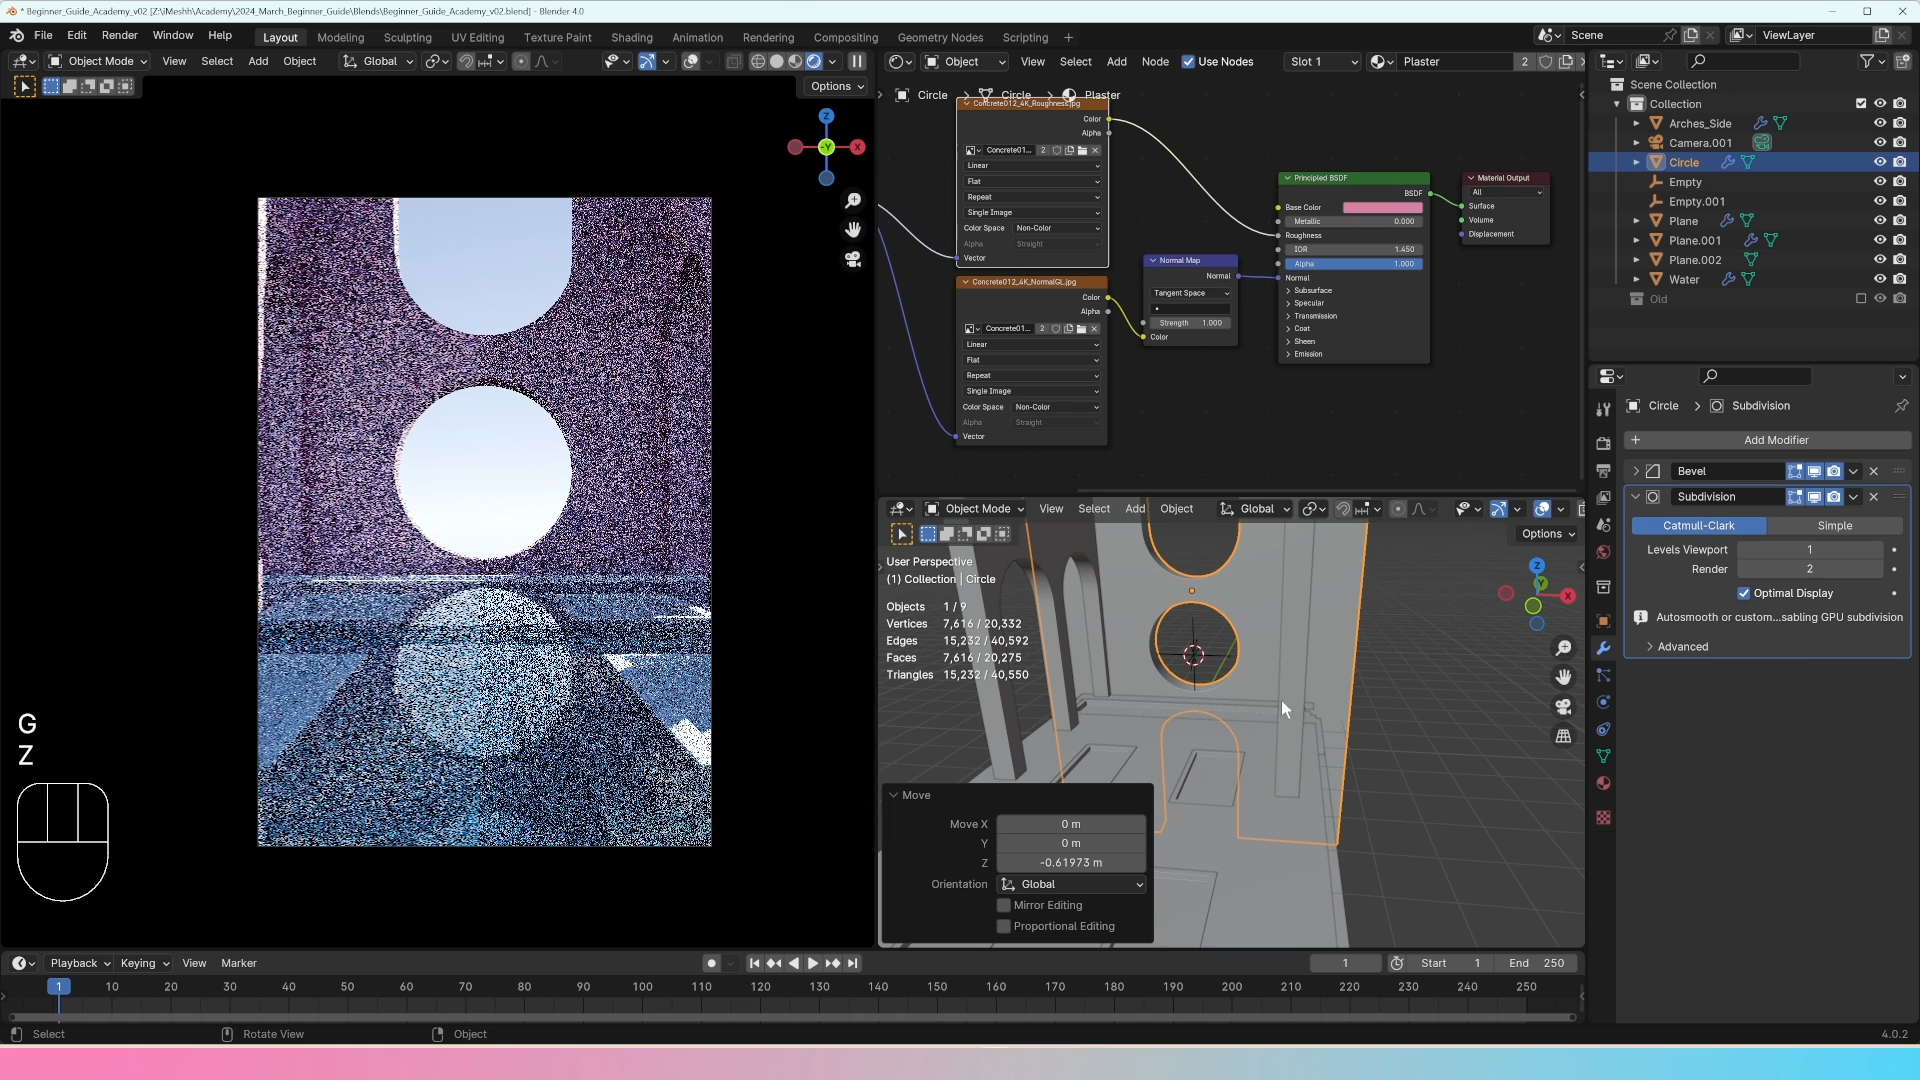 * Beginner_Guide_Academy_v02 [Z:\iMeshh\Academy\2024_March_Beginner_Guide\Blends\Beginner_Guide_Academy_v02.blend] - Blender 4.0
File Edit Render Window Help Layout Modeling Sculpting UV Editing Texture Paint Shading Animation Rendering Compositing Geometry Nodes Scripting + Scene ViewLayer
Object Mode View Select Add Object Global
Options
Z
-Y X
G
Z
Object View Select Add Node Use Nodes Slot 1 Plaster 2
Circle > Circle > Plaster
Concrete012_4K_Roughness.jpg
Color
Alpha
Concrete01... 2
Linear
Flat
Repeat
Single Image
Color Space Non-Color
Alpha Straight
Vector
Concrete012_4K_NormalGL.jpg
Color
Alpha
Concrete01... 2
Linear
Flat
Repeat
Single Image
Color Space Non-Color
Alpha Straight
Vector
Normal Map
Normal
Tangent Space
Strength 1.000
Color
Principled BSDF
BSDF
Base Color
Metallic 0.000
Roughness
IOR 1.450
Alpha 1.000
Normal
Subsurface
Specular
Transmission
Coat
Sheen
Emission
Material Output
All
Surface
Volume
Displacement
Object Mode View Select Add Object Global
Options
User Perspective
(1) Collection | Circle
Objects 1 / 9
Vertices 7,616 / 20,332
Edges 15,232 / 40,592
Faces 7,616 / 20,275
Triangles 15,232 / 40,550
Z
Y
X
Move
Move X 0 m
Y 0 m
Z -0.61973 m
Orientation Global
Mirror Editing
Proportional Editing
Scene Collection
Collection
Arches_Side
Camera.001
Circle
Empty
Empty.001
Plane
Plane.001
Plane.002
Water
Old
Circle > Subdivision
+ Add Modifier
Bevel
Subdivision
Catmull-Clark Simple
Levels Viewport 1
Render 2
Optimal Display
Autosmooth or custom...sabling GPU subdivision
Advanced
Playback Keying View Marker 1 Start 1 End 250
1 10 20 30 40 50 60 70 80 90 100 110 120 130 140 150 160 170 180 190 200 210 220 230 240 250
Select Rotate View Object 4.0.2